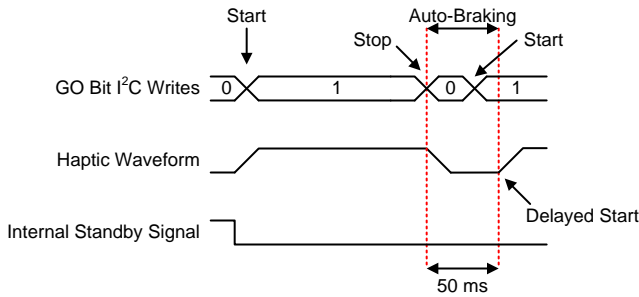 Start
Auto-Braking
Stop
Start
GO Bit I²C Writes
0
1
0
1
Haptic Waveform
Delayed Start
Internal Standby Signal
50 ms